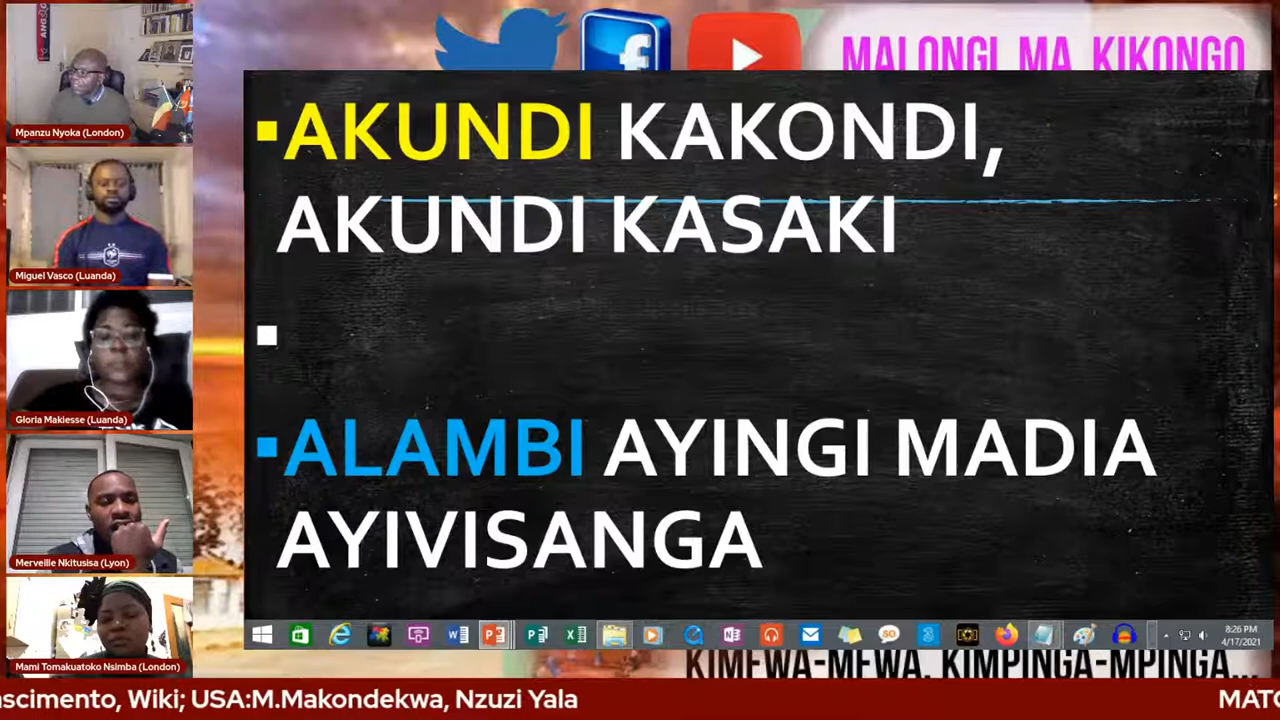 MALONGI MA KIKONGO
Mpanzu Nyoka (London)
AKUNDI KAKONDI,
AKUNDI KASAKI
Miguel Vasco (Luanda)
Gloria Makiesse (Luanda)
ALAMBI AYINGI MADIA
AYIVISANGA
Merveille Nkitusisa (Lyon)
Mami Tomakuatoko Nsimba (London)
8:26 PM
4/17/2021
KIMFWA-MFWA, KIMPINGA-MPINGA...
ascimento, Wiki; USA:M.Makondekwa, Nzuzi Yala
MATO